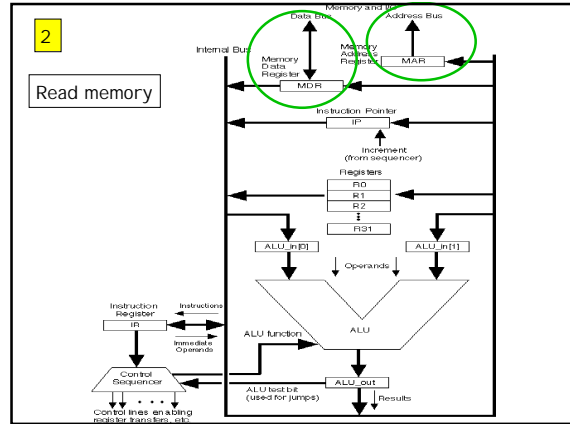 2
Read memory
Memory and I/O
Data Bus
Address Bus
Internal Bus
Memory
Data
Register
MDR
Memory
Address
Register
MAR
Instruction Pointer
IP
Increment
(from sequencer)
Registers
R0
R1
R2
R31
ALU_in[0]
ALU_in[1]
Operands
ALU
Instruction
Register
IR
Instructions
Immediate
Operands
ALU function
Control
Sequencer
ALU test bit
(used for jumps)
ALU_out
Results
Control lines enabling
register transfers, etc.